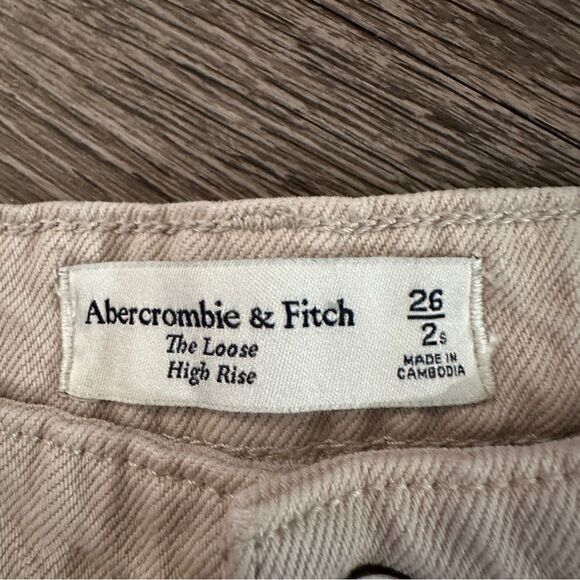 Abercrombie & Fitch
The Loose
High Rise
26
2s
MADE IN
CAMBODIA